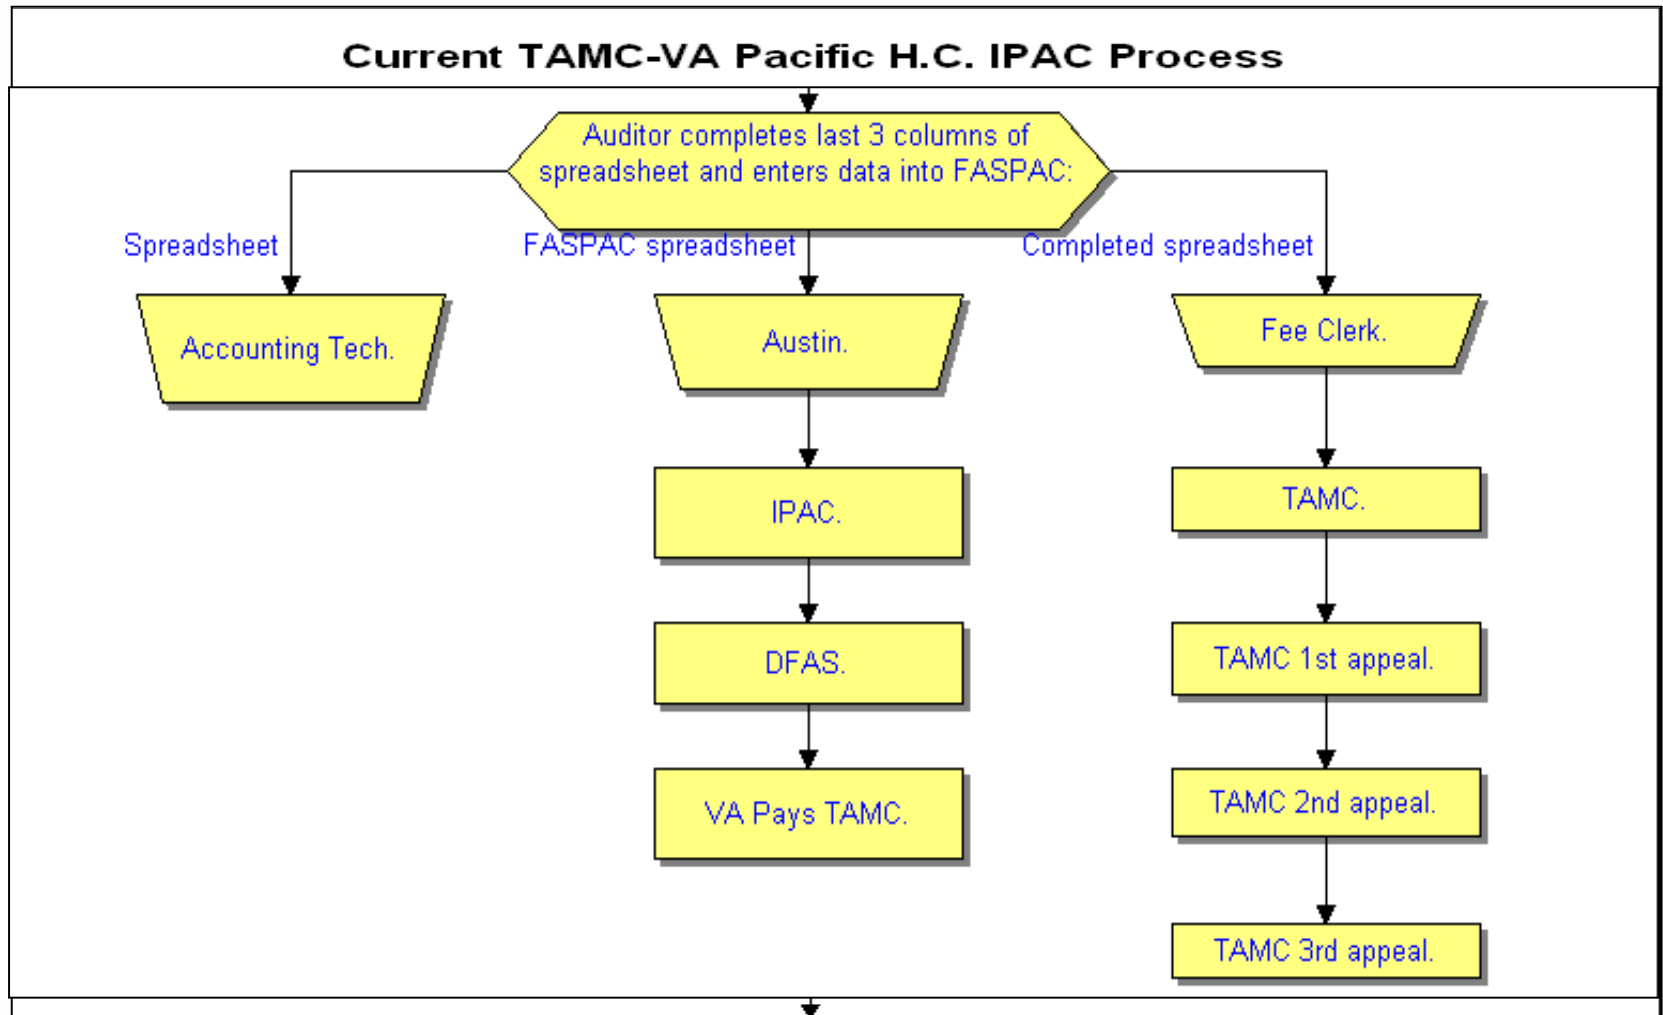 Current TAMC-VA Pacific H.C. IPAC Process
Auditor completes last 3 columns of
spreadsheet and enters data into FASPAC:
Spreadsheet
FASPAC spreadsheet
Completed spreadsheet
Accounting Tech.
Austin.
Fee Clerk.
IPAC.
TAMC.
DFAS.
TAMC 1st appeal.
VA Pays TAMC.
TAMC 2nd appeal.
TAMC 3rd appeal.